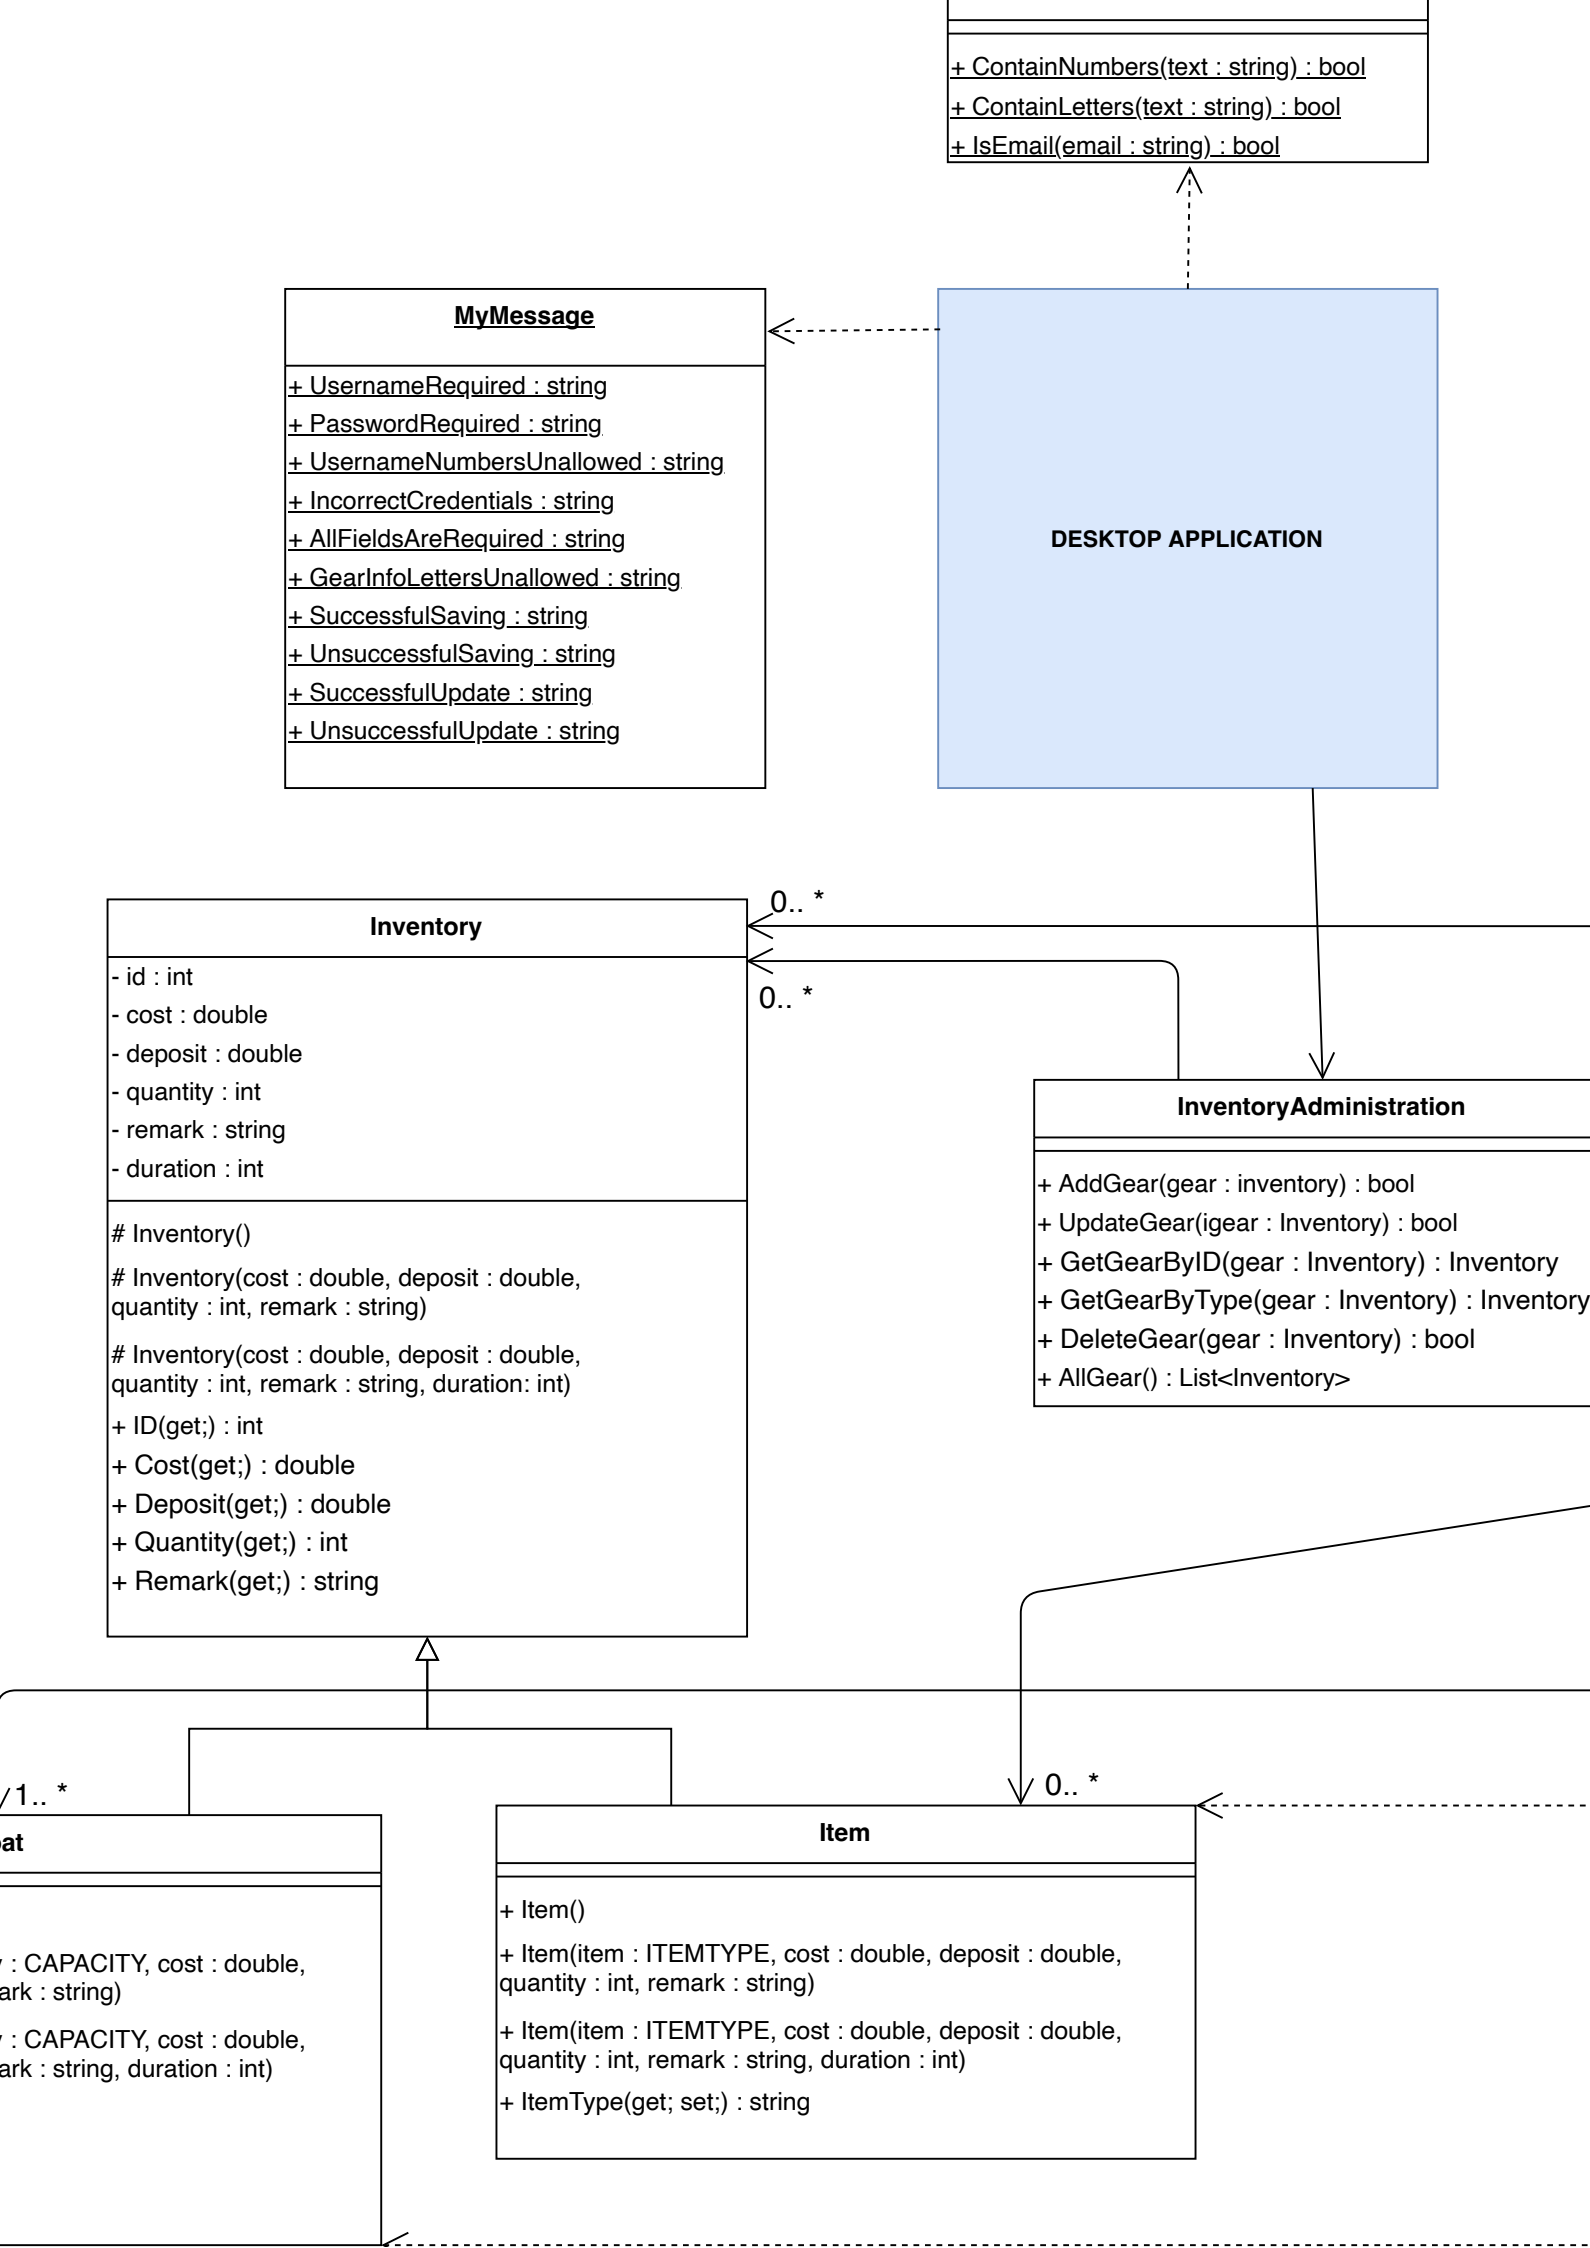 + ContainNumbers(text : string) : bool
+ ContainLetters(text : string) : bool
+ IsEmail(email : string) : bool
MyMessage
+ UsernameRequired : string
+ PasswordRequired : string
+ UsernameNumbersUnallowed : string
+ IncorrectCredentials : string
+ AllFieldsAreRequired : string
+ GearInfoLettersUnallowed : string
+ SuccessfulSaving : string
+ UnsuccessfulSaving : string
+ SuccessfulUpdate : string
+ UnsuccessfulUpdate : string
DESKTOP APPLICATION
0.. *
Inventory
- id : int
- cost : double
- deposit : double
- quantity : int
- remark : string
- duration : int
# Inventory()
# Inventory(cost : double, deposit : double,
quantity : int, remark : string)
# Inventory(cost : double, deposit : double,
quantity : int, remark : string, duration: int)
+ ID(get;) : int
+ Cost(get;) : double
+ Deposit(get;) : double
+ Quantity(get;) : int
+ Remark(get;) : string
0.. *
InventoryAdministration
+ AddGear(gear : inventory) : bool
+ UpdateGear(igear : Inventory) : bool
+ GetGearByID(gear : Inventory) : Inventory
+ GetGearByType(gear : Inventory) : Inventory
+ DeleteGear(gear : Inventory) : bool
+ AllGear() : List<Inventory>
1.. *
: CAPACITY, cost : double,
: string)
: CAPACITY, cost : double,
: string, duration : int)
0.. *
Item
+ Item()
+ Item(item : ITEMTYPE, cost : double, deposit : double,
quantity : int, remark : string)
+ Item(item : ITEMTYPE, cost : double, deposit : double,
quantity : int, remark : string, duration : int)
+ ItemType(get; set;) : string